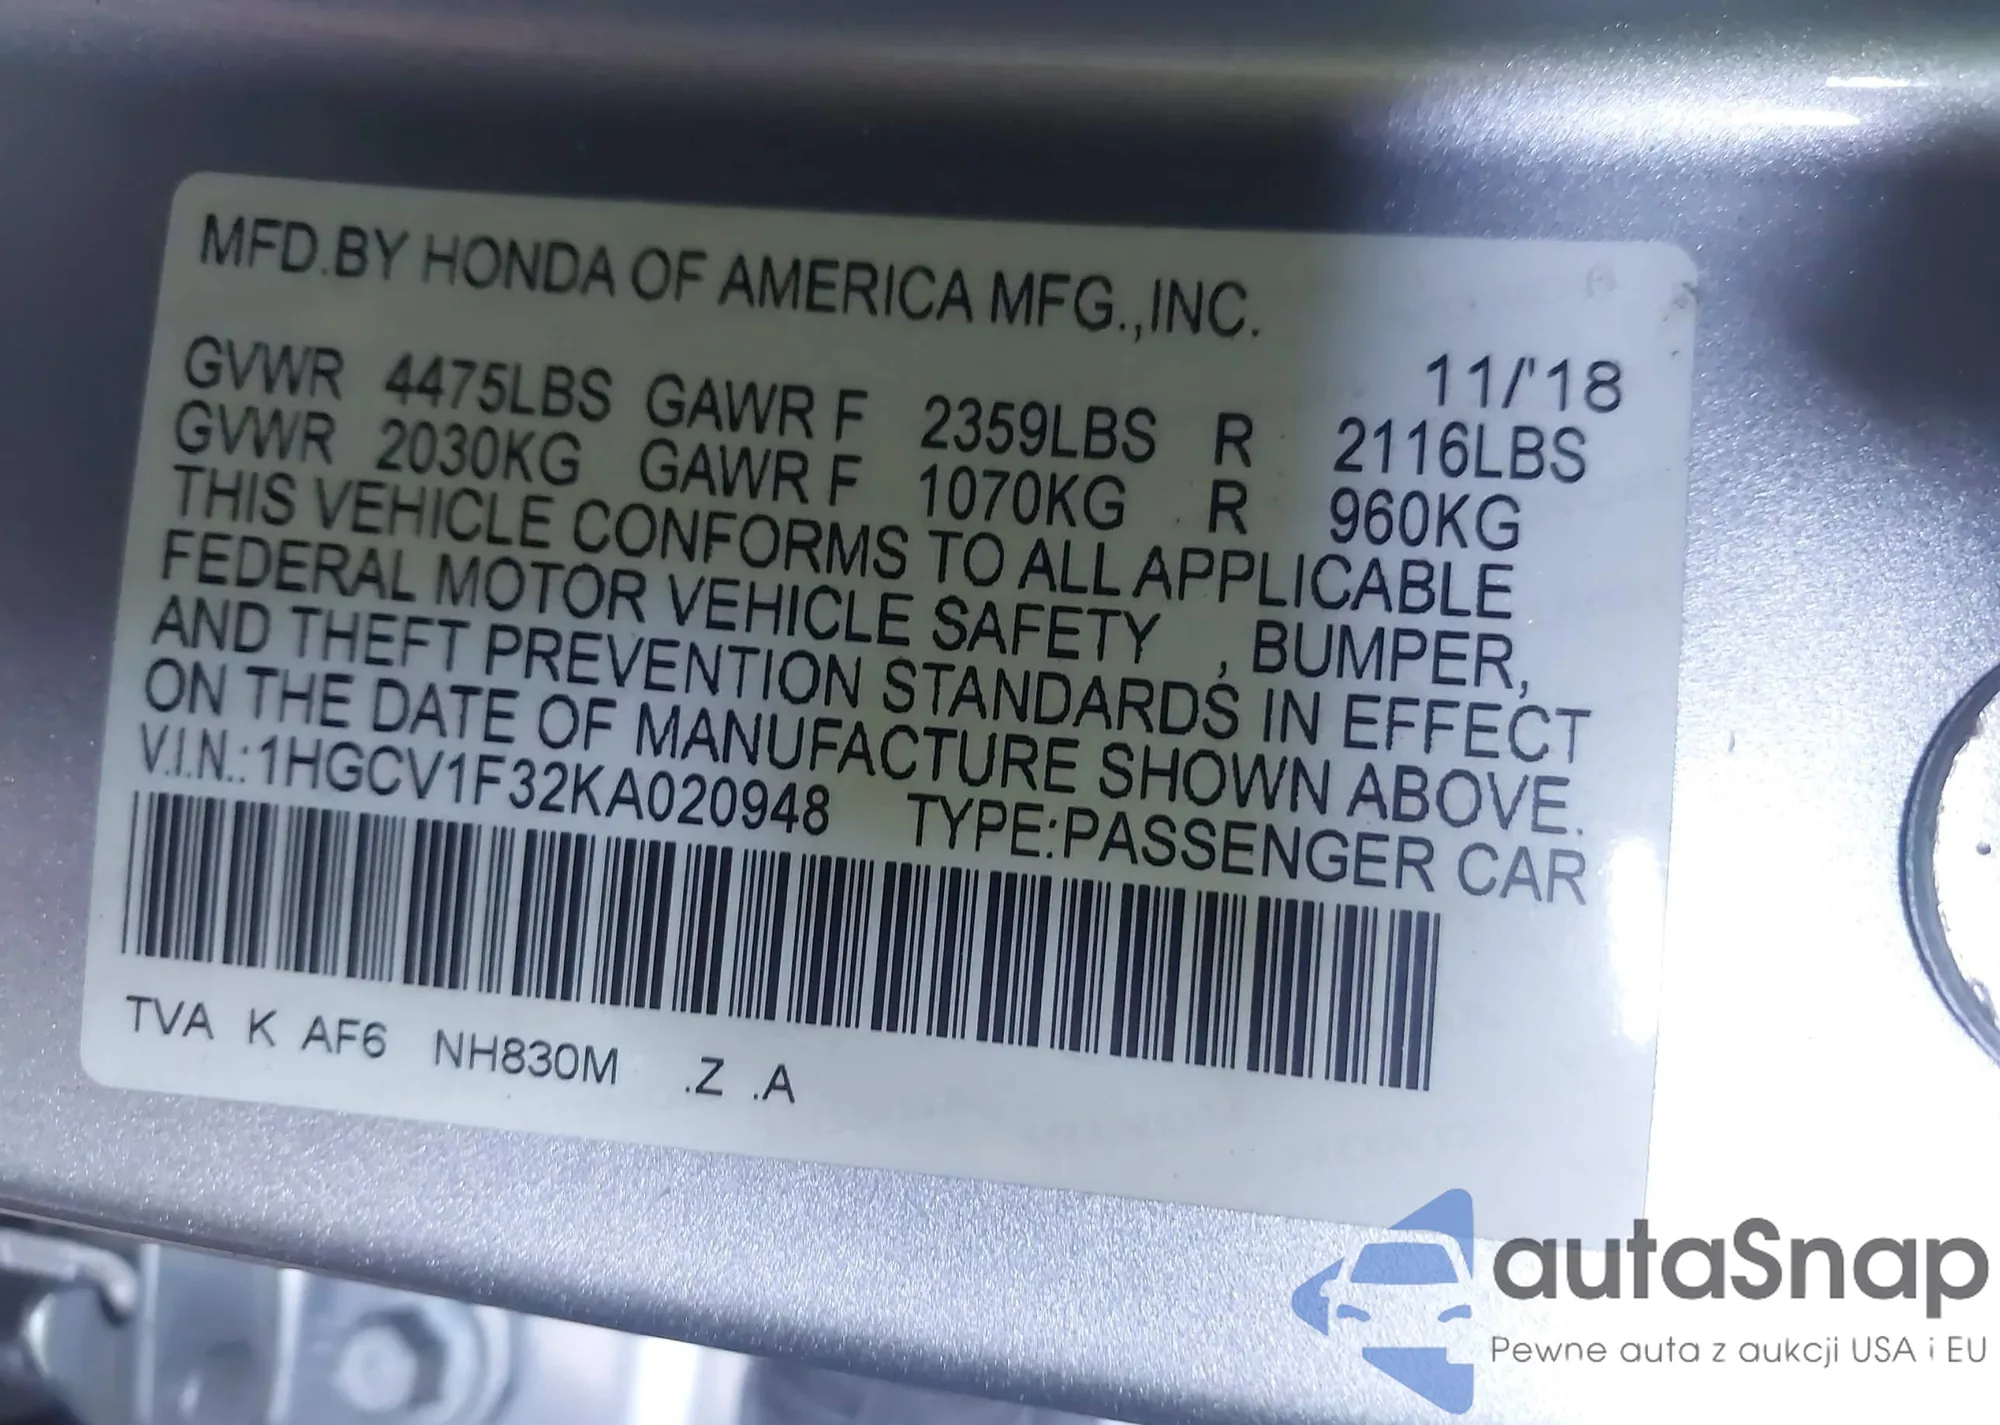 MFD.BY HONDA OF AMERICA MFG.,INC.
11/'18
GVWR 4475LBS GAWR F 2359LBS R 2116LBS
GVWR 2030KG GAWR F 1070KG R 960KG
THIS VEHICLE CONFORMS TO ALL APPLICABLE
FEDERAL MOTOR VEHICLE SAFETY , BUMPER,
AND THEFT PREVENTION STANDARDS IN EFFECT
ON THE DATE OF MANUFACTURE SHOWN ABOVE.
V.I.N.:1HGCV1F32KA020948 TYPE:PASSENGER CAR
TVA K AF6 NH830M .Z .A
autaSnap
Pewne auta z aukcji USA i EU